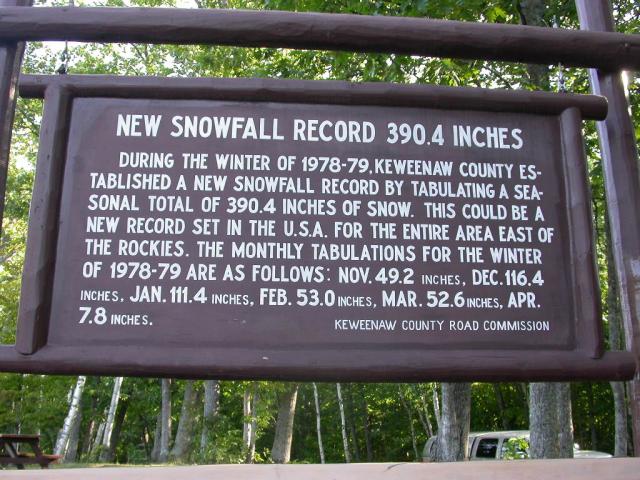 NEW SNOWFALL RECORD 390.4 INCHES
DURING THE WINTER OF 1978-79, KEWEENAW COUNTY ES-
TABLISHED A NEW SNOWFALL RECORD BY TABULATING A SEA-
SONAL TOTAL OF 390.4 INCHES OF SNOW. THIS COULD BE A
NEW RECORD SET IN THE U.S.A. FOR THE ENTIRE AREA EAST OF
THE ROCKIES. THE MONTHLY TABULATIONS FOR THE WINTER
OF 1978-79 ARE AS FOLLOWS: NOV. 49.2 INCHES, DEC. 116.4
INCHES, JAN. 111.4 INCHES, FEB. 53.0 INCHES, MAR. 52.6 INCHES, APR.
7.8 INCHES.
KEWEENAW COUNTY ROAD COMMISSION